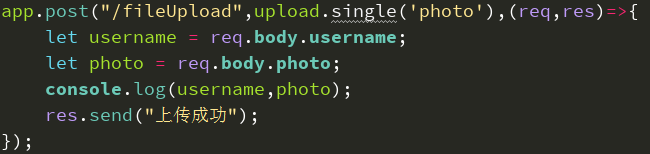 app.post("/fileUpload",upload.single('photo'),(req,res)=>{
    let username = req.body.username;
    let photo = req.body.photo;
    console.log(username,photo);
    res.send("上传成功");
});